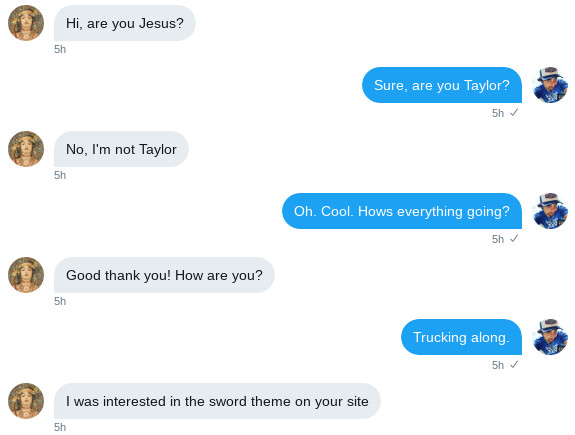 Hi, are you Jesus?
5h
Sure, are you Taylor?
5h ✓
No, I'm not Taylor
5h
Oh. Cool. Hows everything going?
5h ✓
Good thank you! How are you?
5h
Trucking along.
5h ✓
I was interested in the sword theme on your site
5h